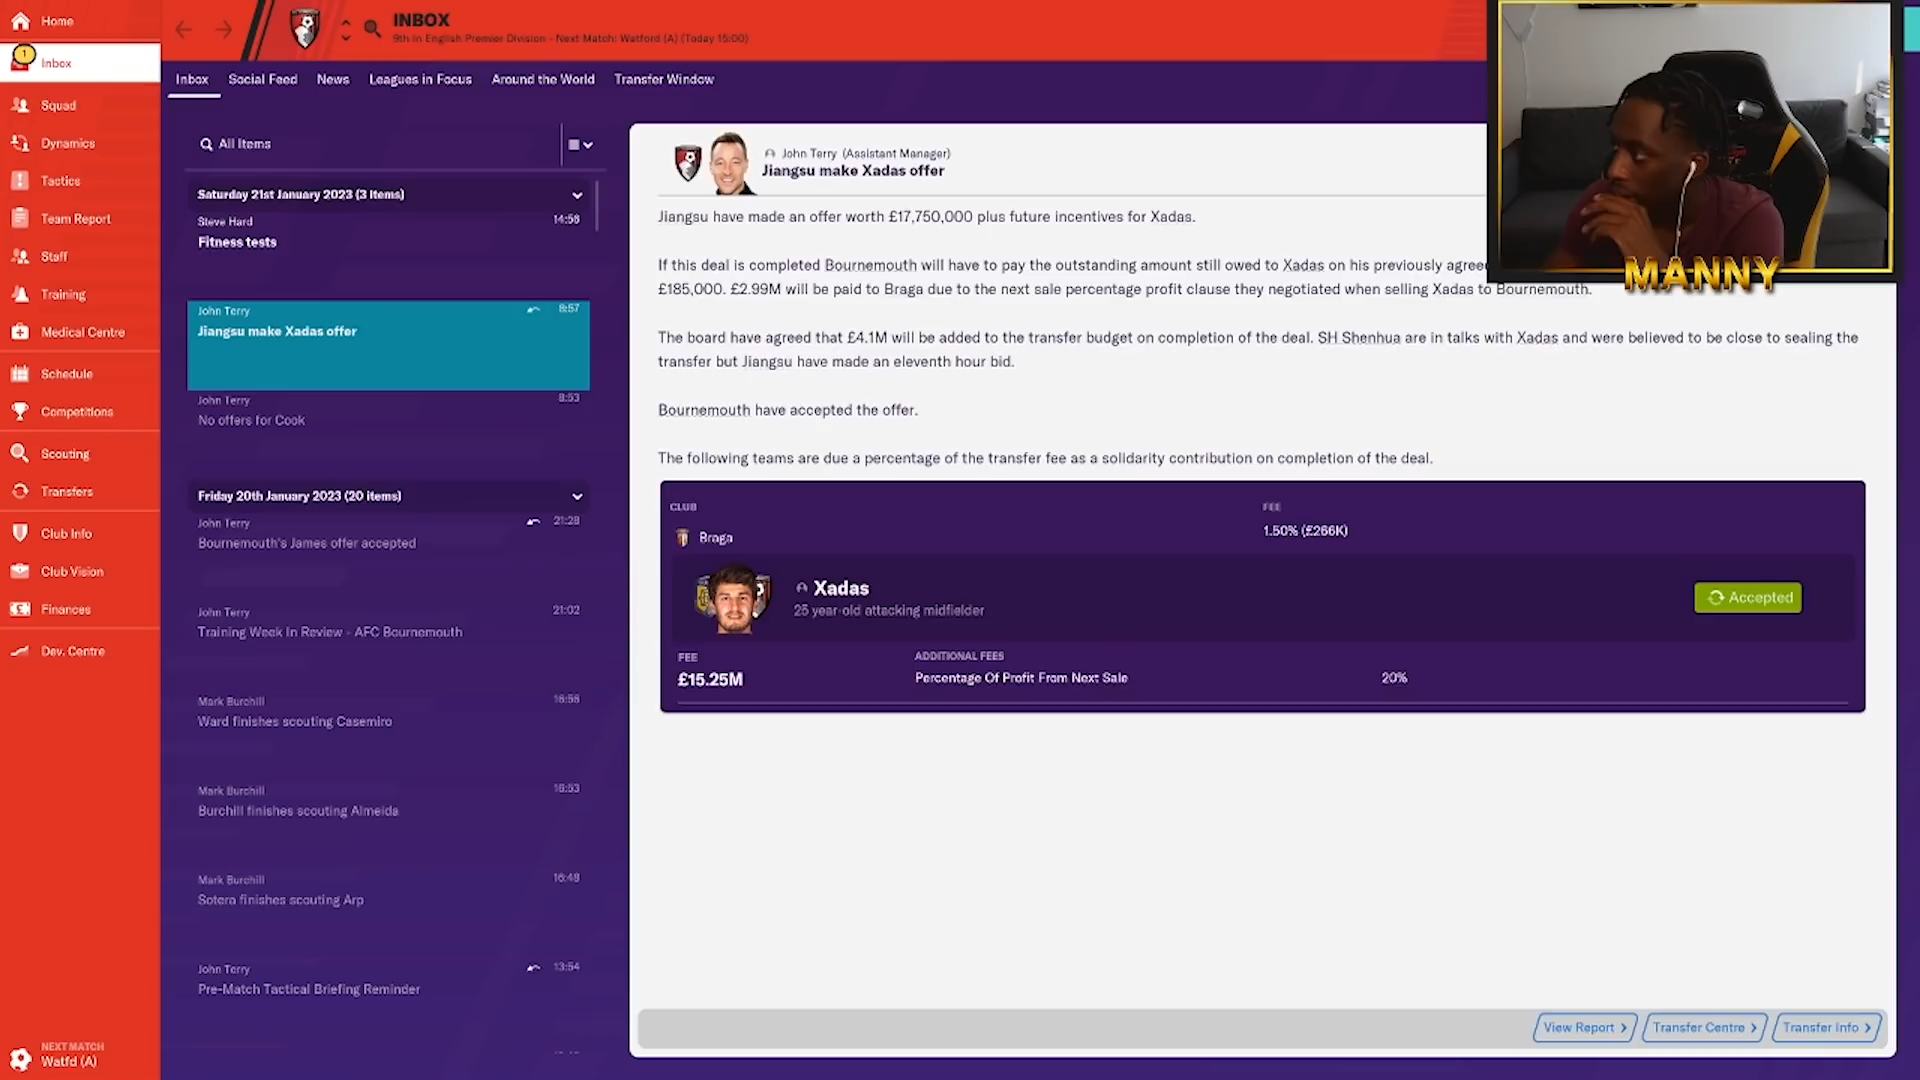 Home
INBOX
9th in English Premier Division - Next Match: Watford (A) (Today 15:00)
1
Inbox
Inbox Social Feed News Leagues in Focus Around the World Transfer Window
Squad
Dynamics
Tactics
Team Report
Staff
Training
Medical Centre
Schedule
Competitions
Scouting
Transfers
Club Info
Club Vision
Finances
Dev. Centre
NEXT MATCH
Watfd (A)
All Items
Saturday 21st January 2023 (3 items)
Steve Hard 14:56
Fitness tests
John Terry 8:57
Jiangsu make Xadas offer
John Terry 8:53
No offers for Cook
Friday 20th January 2023 (20 items)
John Terry 21:28
Bournemouth's James offer accepted
John Terry 21:02
Training Week In Review - AFC Bournemouth
Mark Burchill 16:56
Ward finishes scouting Casemiro
Mark Burchill 16:53
Burchill finishes scouting Almeida
Mark Burchill 16:48
Sotera finishes scouting Arp
John Terry 13:54
Pre-Match Tactical Briefing Reminder
John Terry (Assistant Manager)
Jiangsu make Xadas offer
Jiangsu have made an offer worth £17,750,000 plus future incentives for Xadas.
If this deal is completed Bournemouth will have to pay the outstanding amount still owed to Xadas on his previously agree
£185,000. £2.99M will be paid to Braga due to the next sale percentage profit clause they negotiated when selling Xadas to Bournemouth.
The board have agreed that £4.1M will be added to the transfer budget on completion of the deal. SH Shenhua are in talks with Xadas and were believed to be close to sealing the
transfer but Jiangsu have made an eleventh hour bid.
Bournemouth have accepted the offer.
The following teams are due a percentage of the transfer fee as a solidarity contribution on completion of the deal.
CLUB FEE
Braga 1.50% (£266K)
Xadas
25 year-old attacking midfielder
Accepted
FEE ADDITIONAL FEES
£15.25M Percentage Of Profit From Next Sale 20%
View Report Transfer Centre Transfer Info
MANNY